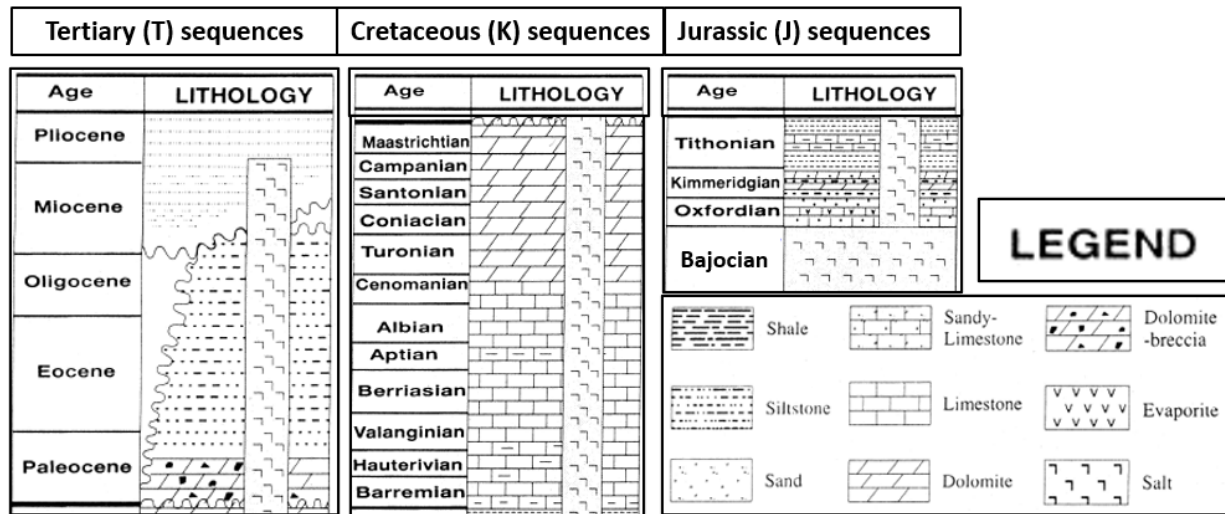 Tertiary (T) sequences
Cretaceous (K) sequences
Jurassic (J) sequences
Age
LITHOLOGY
Pliocene
Miocene
Oligocene
Eocene
Paleocene
Age
LITHOLOGY
Maastrichtian
Campanian
Santonian
Coniacian
Turonian
Cenomanian
Albian
Aptian
Berriasian
Valanginian
Hauterivian
Barremian
Age
LITHOLOGY
Tithonian
Kimmeridgian
Oxfordian
Bajocian
LEGEND
Shale
Sandy-
Limestone
Dolomite
-breccia
Siltstone
Limestone
Evaporite
Sand
Dolomite
Salt